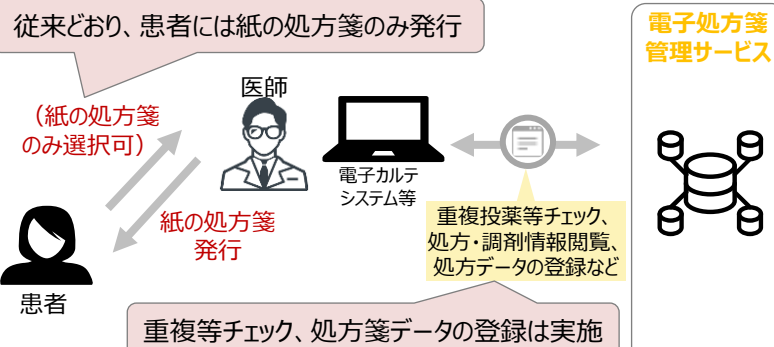 従来どおり、患者には紙の処方箋のみ発行
電子処方箋
管理サービス
医師
（紙の処方箋
のみ選択可）
電子カルテ
システム等
紙の処方箋
発行
重複投薬等チェック、
処方・調剤情報閲覧、
処方データの登録など
患者
重複等チェック、処方箋データの登録は実施